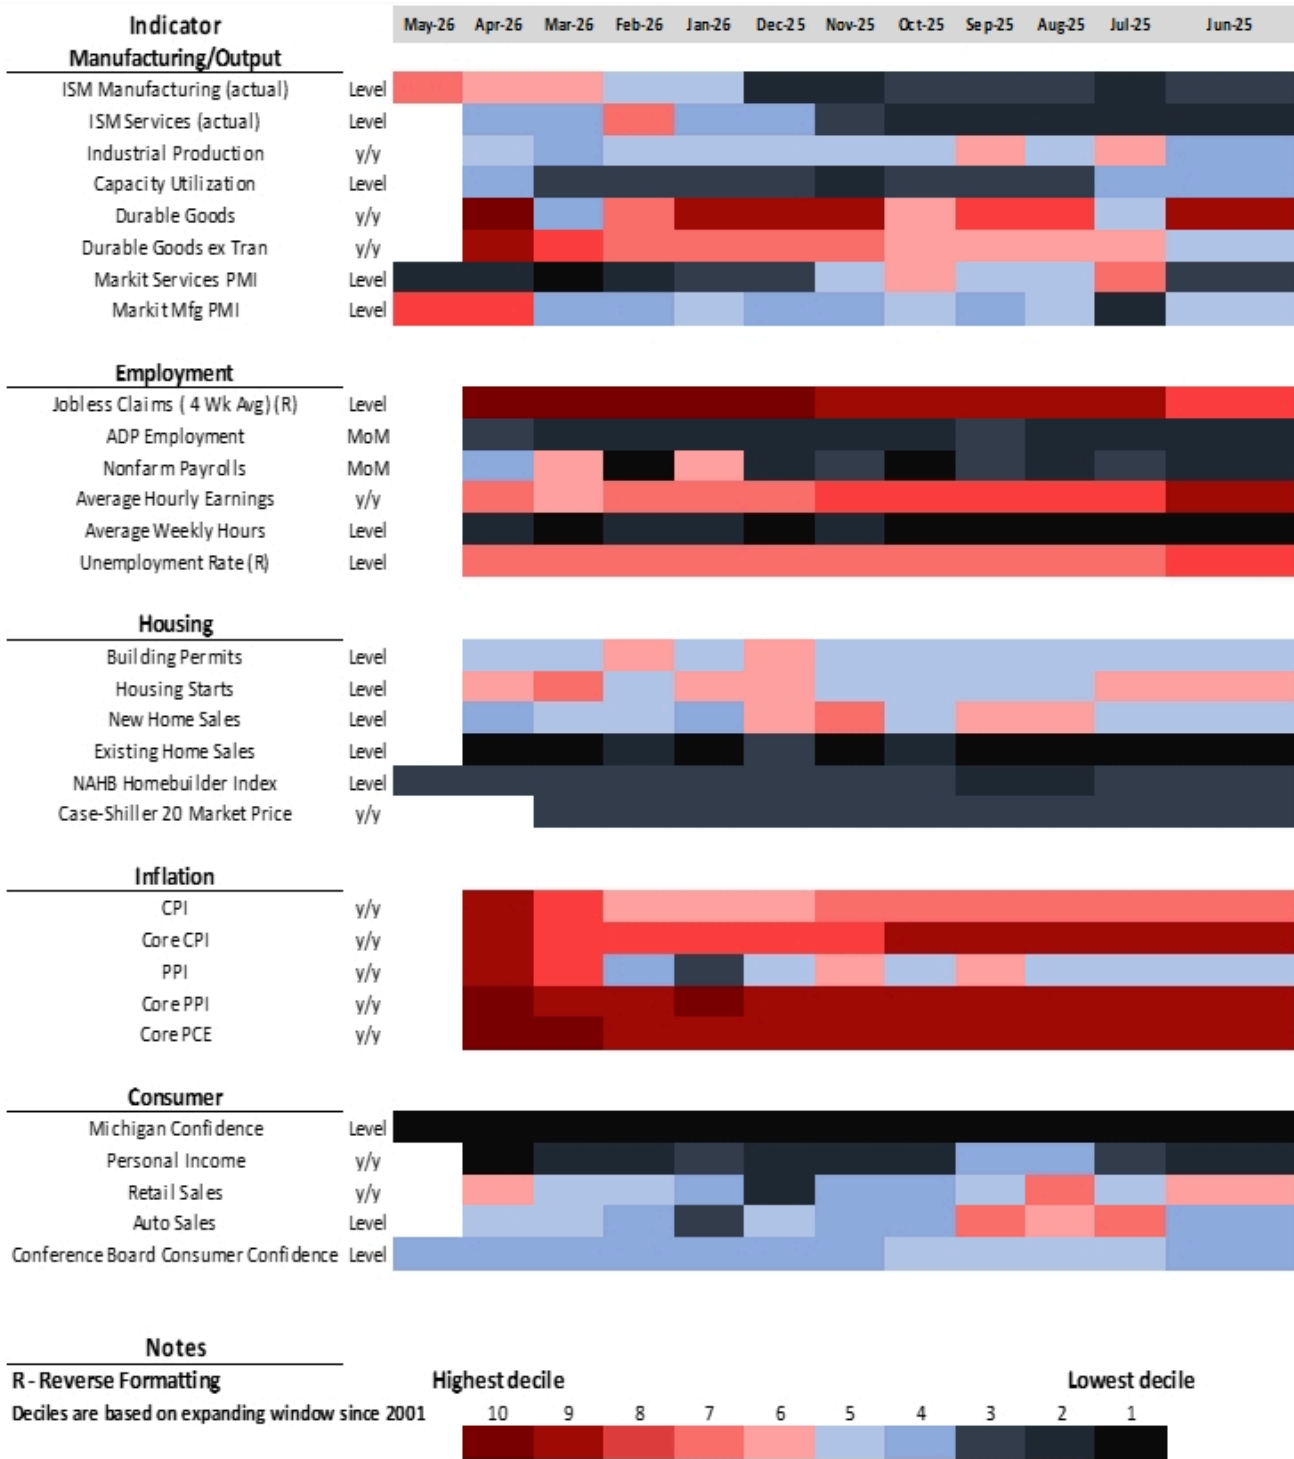 Indicator May-26 Apr-26 Mar-26 Feb-26 Jan-26 Dec-25 Nov-25 Oct-25 Sep-25 Aug-25 Jul-25 Jun-25
Manufacturing/Output
ISM Manufacturing (actual) Level
ISM Services (actual) Level
Industrial Production y/y
Capacity Utilization Level
Durable Goods y/y
Durable Goods ex Tran y/y
Markit Services PMI Level
Markit Mfg PMI Level
Employment
Jobless Claims ( 4 Wk Avg) (R) Level
ADP Employment MoM
Nonfarm Payrolls MoM
Average Hourly Earnings y/y
Average Weekly Hours Level
Unemployment Rate (R) Level
Housing
Building Permits Level
Housing Starts Level
New Home Sales Level
Existing Home Sales Level
NAHB Homebuilder Index Level
Case-Shiller 20 Market Price y/y
Inflation
CPI y/y
Core CPI y/y
PPI y/y
Core PPI y/y
Core PCE y/y
Consumer
Michigan Confidence Level
Personal Income y/y
Retail Sales y/y
Auto Sales Level
Conference Board Consumer Confidence Level
Notes
R - Reverse Formatting Highest decile Lowest decile
Deciles are based on expanding window since 2001 10 9 8 7 6 5 4 3 2 1